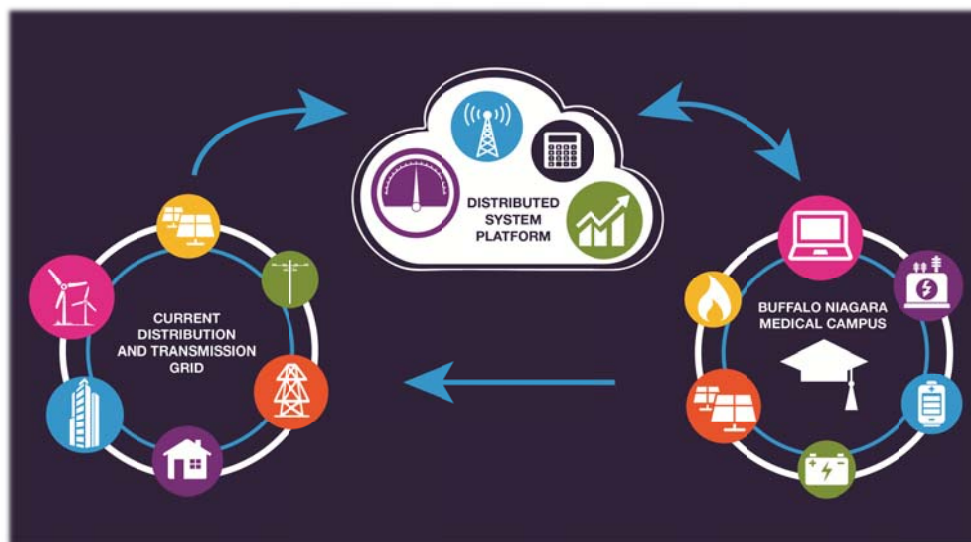 DISTRIBUTED
SYSTEM
PLATFORM
CURRENT
DISTRIBUTION
AND TRANSMISSION
GRID
BUFFALO NIAGARA
MEDICAL CAMPUS